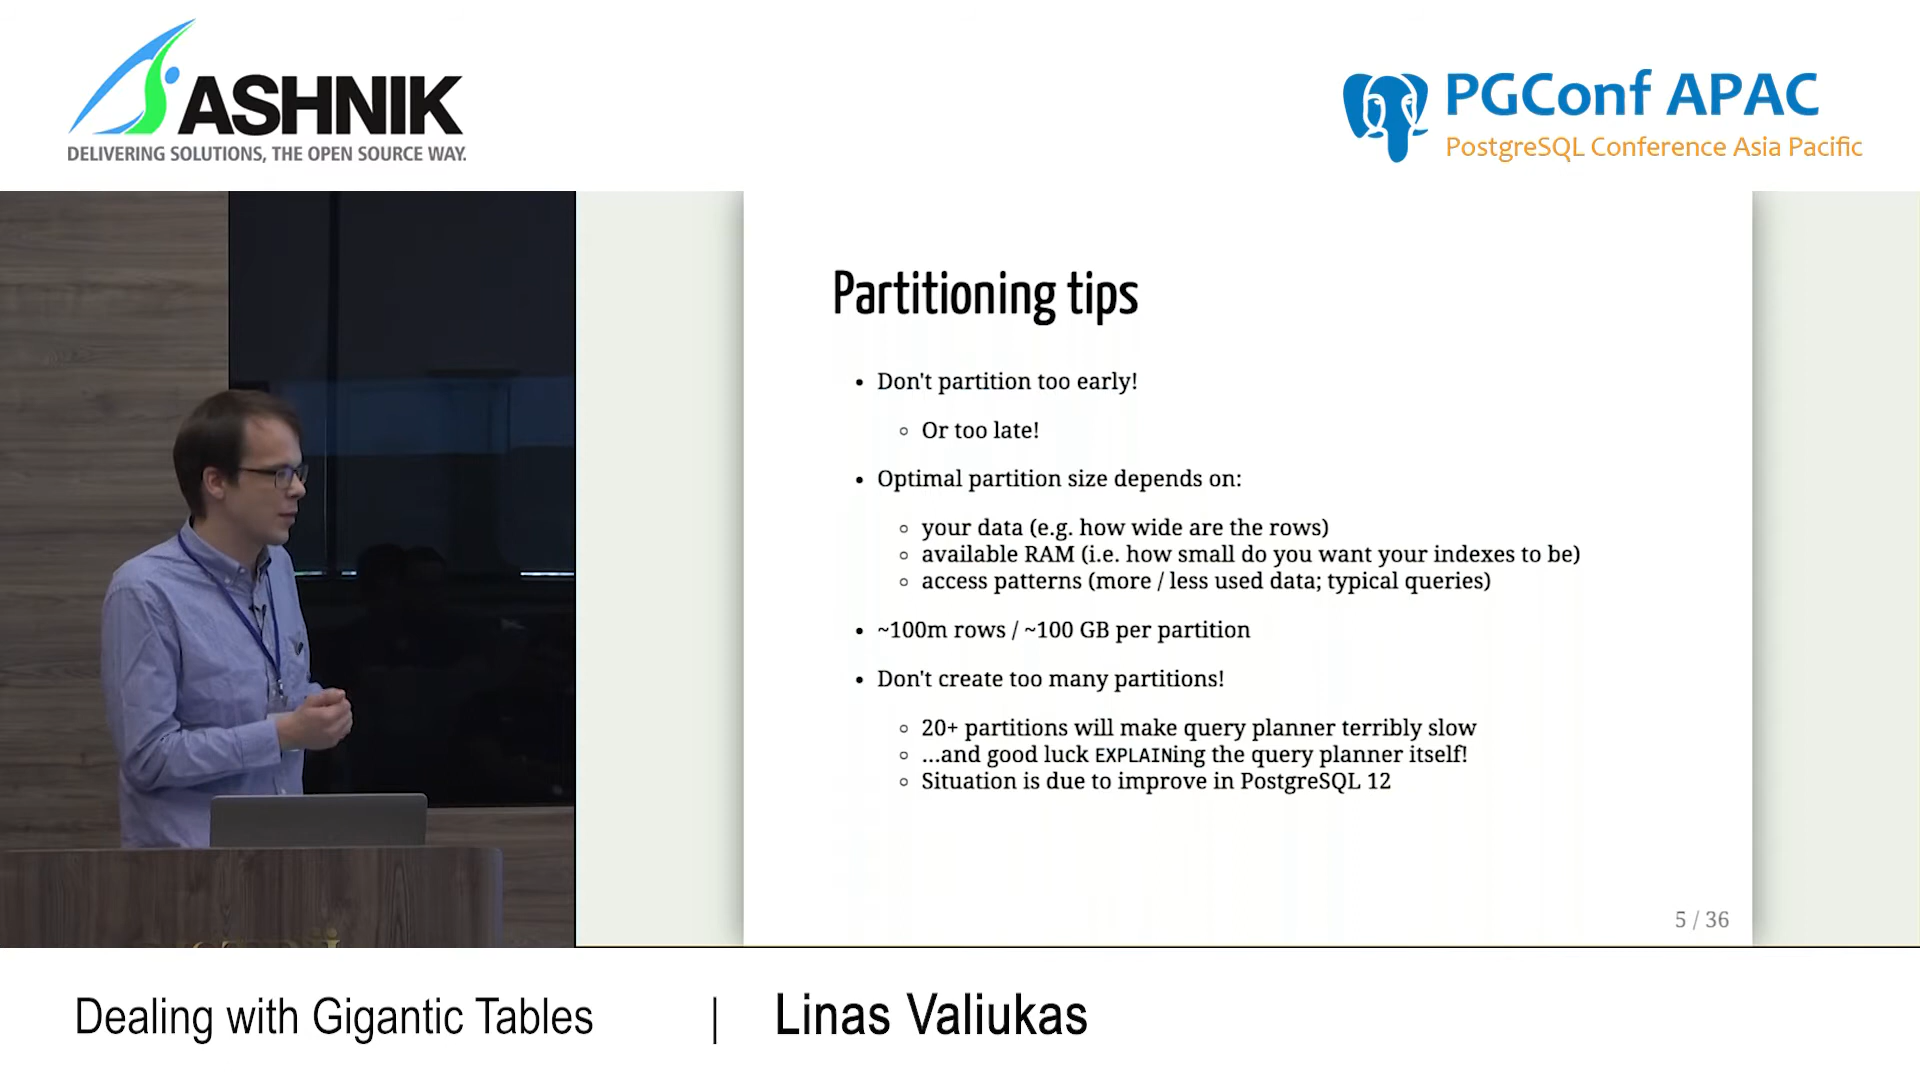 ASHNIK
DELIVERING SOLUTIONS, THE OPEN SOURCE WAY.
PGConf APAC
PostgreSQL Conference Asia Pacific
Partitioning tips
• Don't partition too early!
◦ Or too late!
• Optimal partition size depends on:
◦ your data (e.g. how wide are the rows)
◦ available RAM (i.e. how small do you want your indexes to be)
◦ access patterns (more / less used data; typical queries)
• ~100m rows / ~100 GB per partition
• Don't create too many partitions!
◦ 20+ partitions will make query planner terribly slow
◦ ...and good luck EXPLAINing the query planner itself!
◦ Situation is due to improve in PostgreSQL 12
5 / 36
Dealing with Gigantic Tables | Linas Valiukas